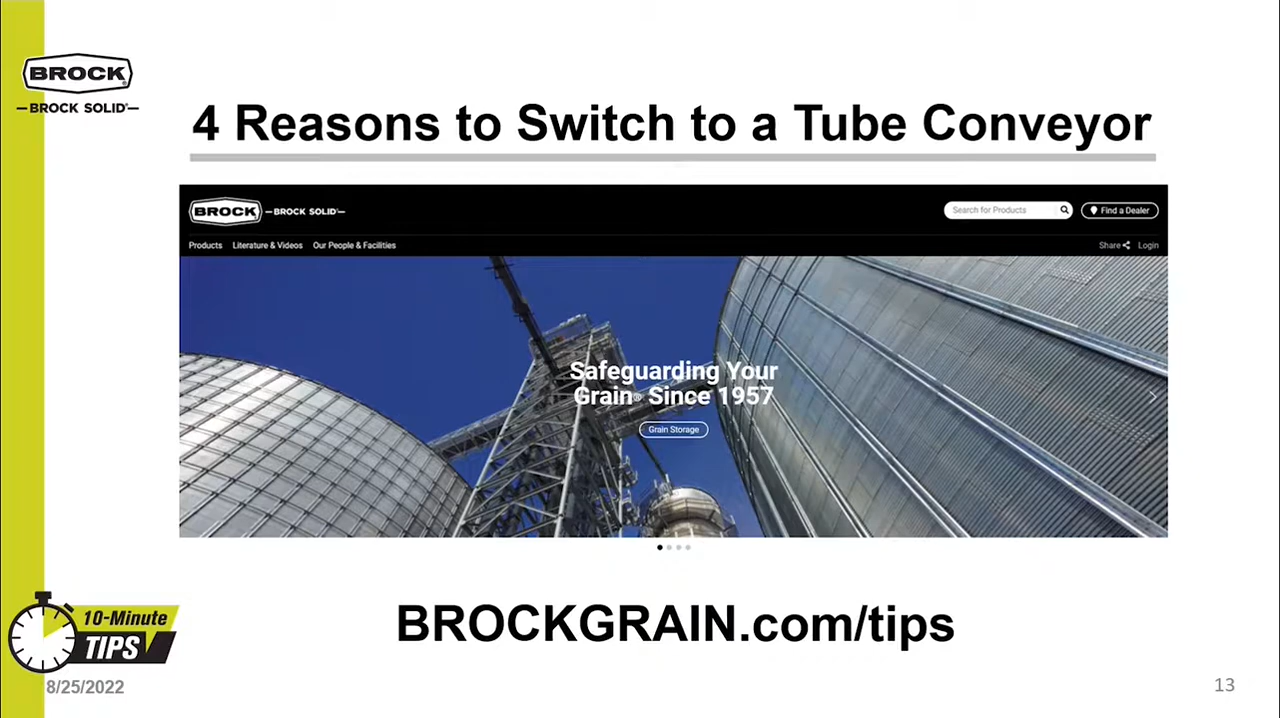 BROCK®
—BROCK SOLID®—
4 Reasons to Switch to a Tube Conveyor
BROCK® —BROCK SOLID®—
Search for Products
Find a Dealer
Products Literature & Videos Our People & Facilities
Share Login
Safeguarding Your
Grain® Since 1957
Grain Storage
BROCKGRAIN.com/tips
10-Minute
TIPS
8/25/2022
13